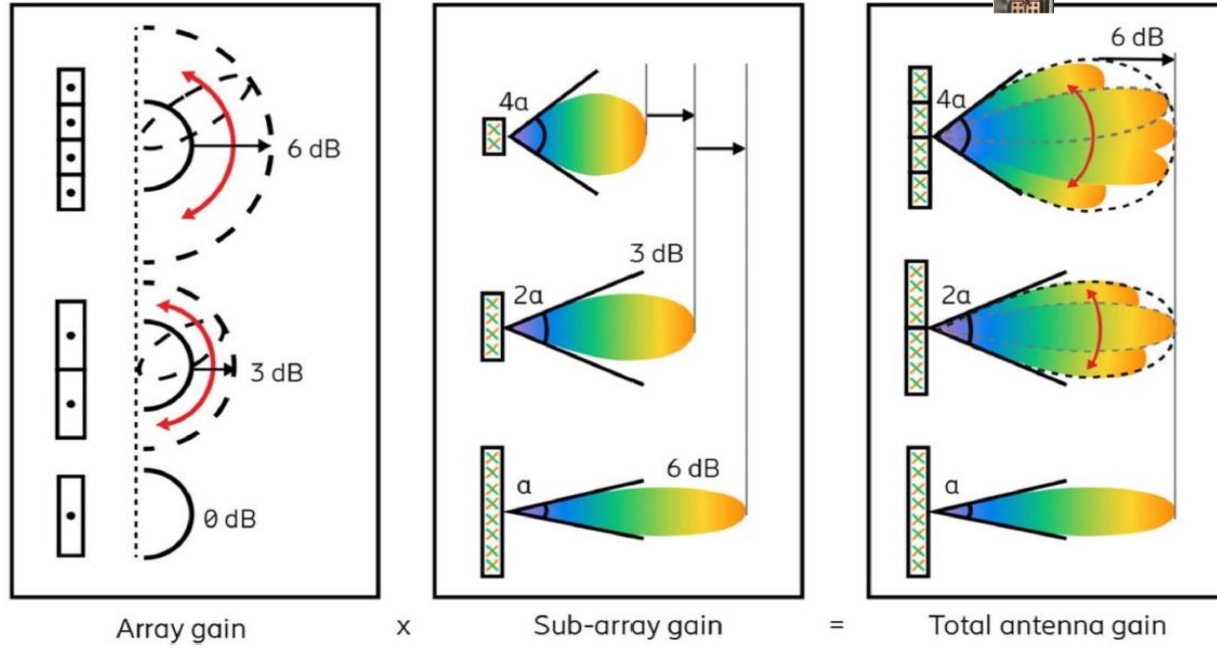 6 dB
3 dB
0 dB
4α
3 dB
2α
6 dB
α
6 dB
4α
2α
α
Array gain x Sub-array gain = Total antenna gain